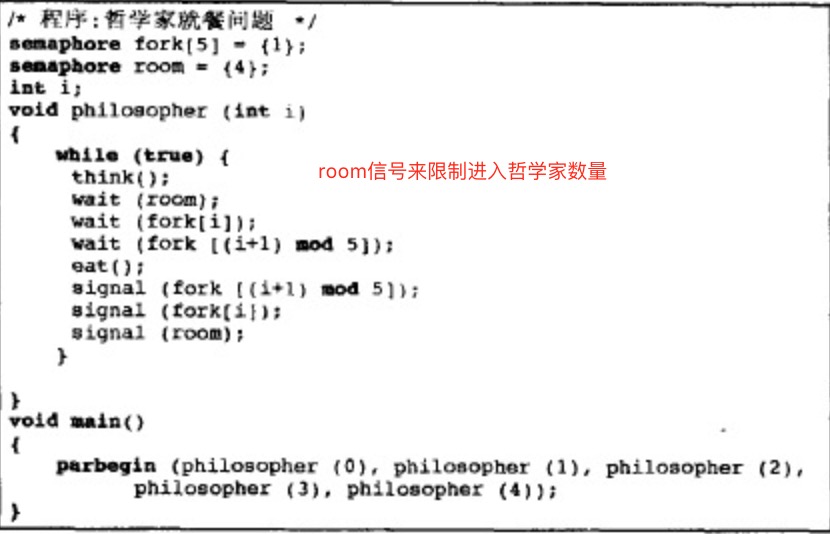 /* 程序:哲学家就餐问题 */
semaphore fork[5] = {1};
semaphore room = {4};
int i;
void philosopher (int i)
{
while (true) {
think();
room信号来限制进入哲学家数量
wait (room);
wait (fork[i]);
wait (fork [(i+1) mod 5]);
eat();
signal (fork [(i+1) mod 5]);
signal (fork[i]);
signal (room);
}
}
void main()
{
parbegin (philosopher (0), philosopher (1), philosopher (2),
philosopher (3), philosopher (4));
}